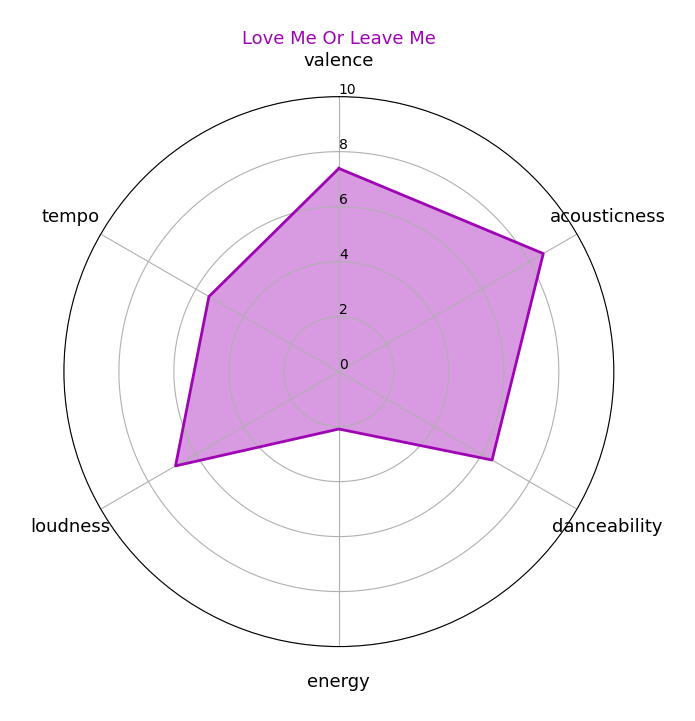 Love Me Or Leave Me
valence
10
8
6
4
2
0
tempo
acousticness
loudness
danceability
energy